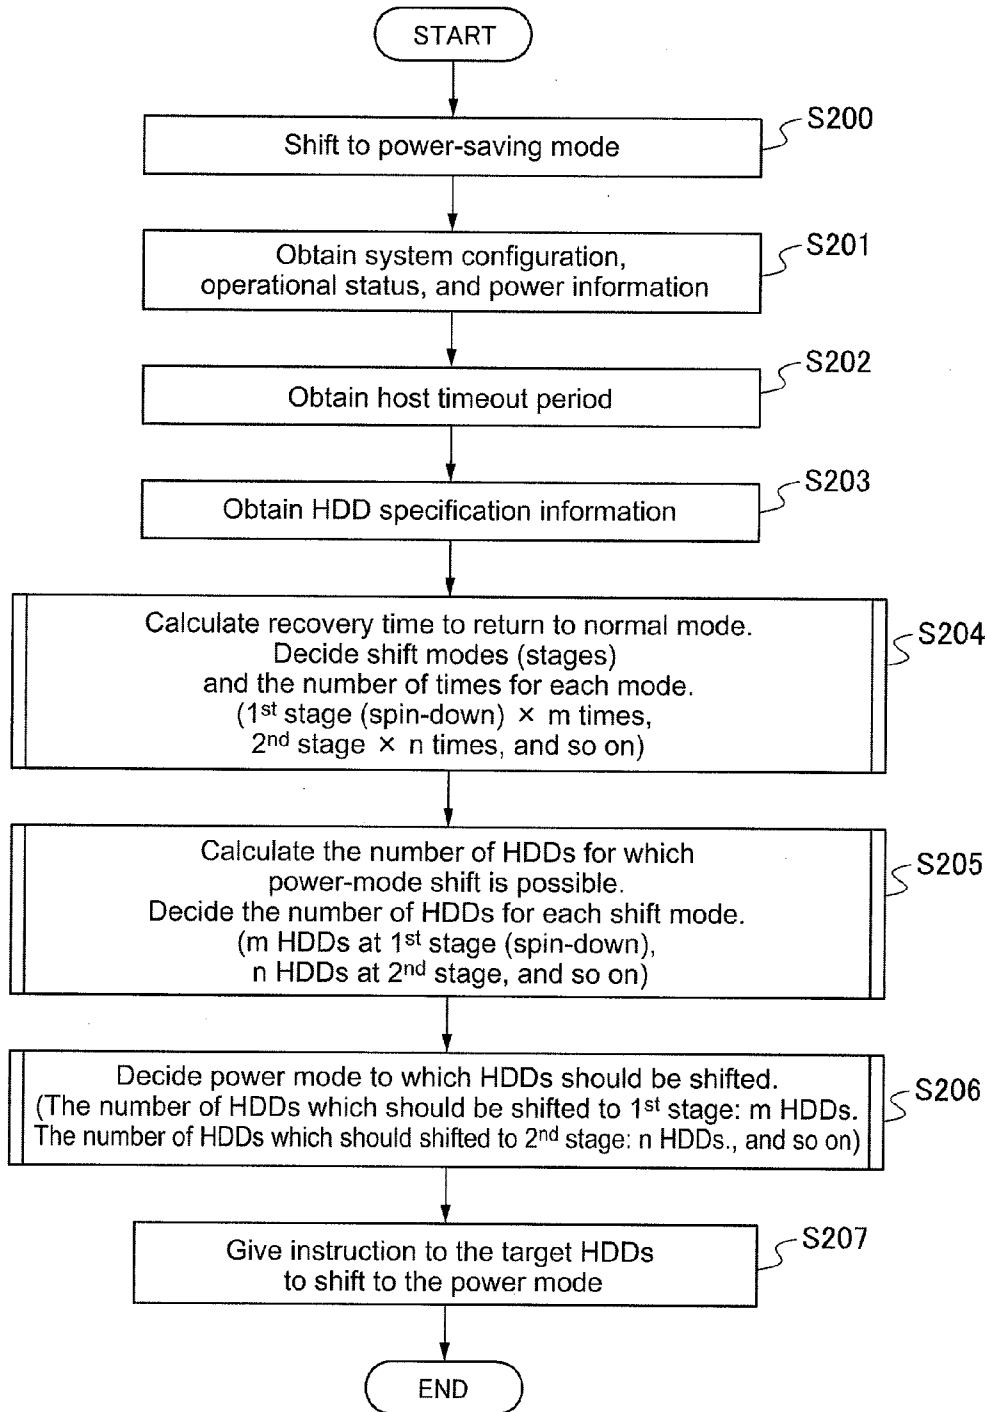 START
S200
Shift to power-saving mode
S201
Obtain system configuration,
operational status, and power information
S202
Obtain host timeout period
S203
Obtain HDD specification information
S204
Calculate recovery time to return to normal mode.
Decide shift modes (stages)
and the number of times for each mode.
(1st stage (spin-down) × m times,
2nd stage × n times, and so on)
S205
Calculate the number of HDDs for which
power-mode shift is possible.
Decide the number of HDDs for each shift mode.
(m HDDs at 1st stage (spin-down),
n HDDs at 2nd stage, and so on)
S206
Decide power mode to which HDDs should be shifted.
(The number of HDDs which should be shifted to 1st stage: m HDDs.
The number of HDDs which should shifted to 2nd stage: n HDDs., and so on)
S207
Give instruction to the target HDDs
to shift to the power mode
END